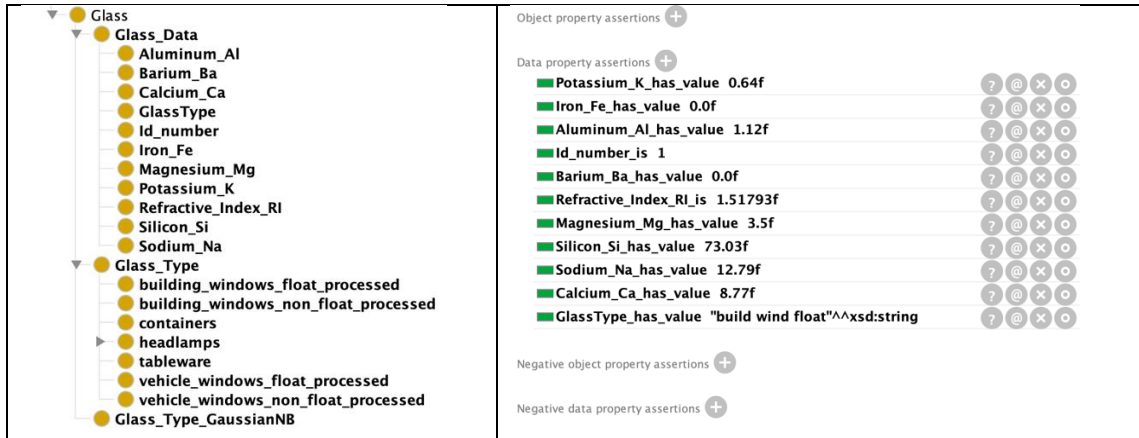 Glass
Glass_Data
Aluminum_Al
Barium_Ba
Calcium_Ca
GlassType
Id_number
Iron_Fe
Magnesium_Mg
Potassium_K
Refractive_Index_RI
Silicon_Si
Sodium_Na
Glass_Type
building_windows_float_processed
building_windows_non_float_processed
containers
headlamps
tableware
vehicle_windows_float_processed
vehicle_windows_non_float_processed
Glass_Type_GaussianNB
Object property assertions
Data property assertions
Potassium_K_has_value 0.64f
Iron_Fe_has_value 0.0f
Aluminum_Al_has_value 1.12f
Id_number_is 1
Barium_Ba_has_value 0.0f
Refractive_Index_RI_is 1.51793f
Magnesium_Mg_has_value 3.5f
Silicon_Si_has_value 73.03f
Sodium_Na_has_value 12.79f
Calcium_Ca_has_value 8.77f
GlassType_has_value "build wind float"^^xsd:string
Negative object property assertions
Negative data property assertions